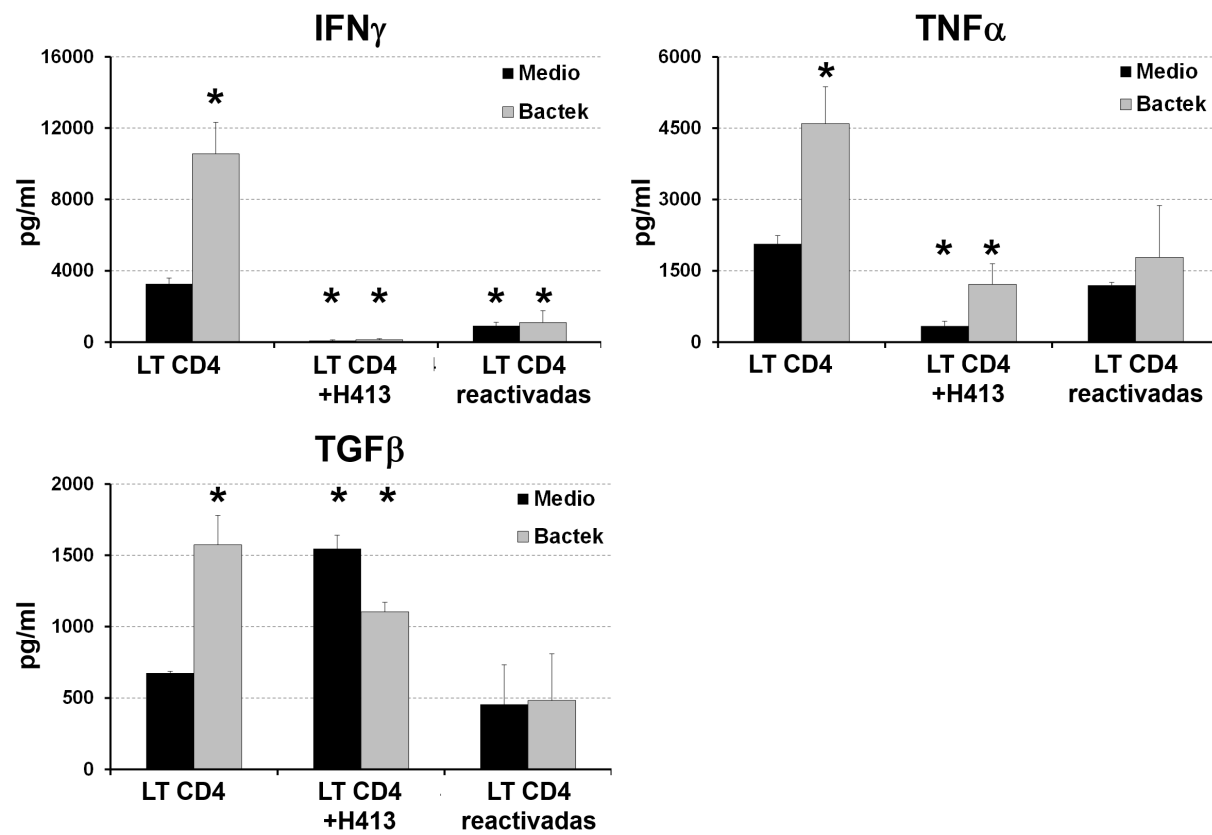 IFNγ
16000
12000
8000
4000
0
pg/ml
Medio
Bactek
*
* *
* *
LT CD4 LT CD4 LT CD4
+H413 reactivadas
TNFα
6000
4500
3000
1500
0
pg/ml
Medio
Bactek
*
* *
LT CD4 LT CD4 LT CD4
+H413 reactivadas
TGFβ
2000
1500
1000
500
0
pg/ml
Medio
Bactek
* * *
LT CD4 LT CD4 LT CD4
+H413 reactivadas